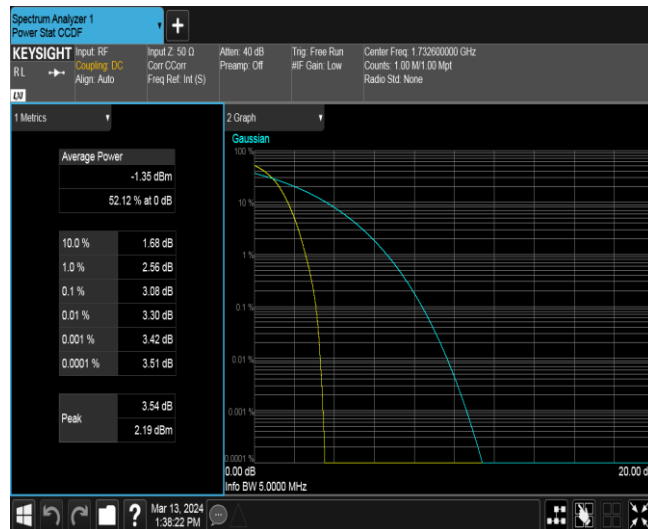 Spectrum Analyzer 1
Power Stat CCDF
+
KEYSIGHT
RL
LXI
Input: RF
Coupling: DC
Align: Auto
Input Z: 50 Ω
Corr CCorr
Freq Ref: Int (S)
Atten: 40 dB
Preamp: Off
Trig: Free Run
#IF Gain: Low
Center Freq: 1.732600000 GHz
Counts: 1.00 M/1.00 Mpt
Radio Std: None
1 Metrics
Average Power
-1.35 dBm
52.12 % at 0 dB
10.0 % 1.68 dB
1.0 % 2.56 dB
0.1 % 3.08 dB
0.01 % 3.30 dB
0.001 % 3.42 dB
0.0001 % 3.51 dB
Peak
3.54 dB
2.19 dBm
2 Graph
Gaussian
100 %
10 %
1 %
0.1 %
0.01 %
0.001 %
0.0001 %
0.00 dB
20.00 d
Info BW 5.0000 MHz
?
Mar 13, 2024
1:38:22 PM